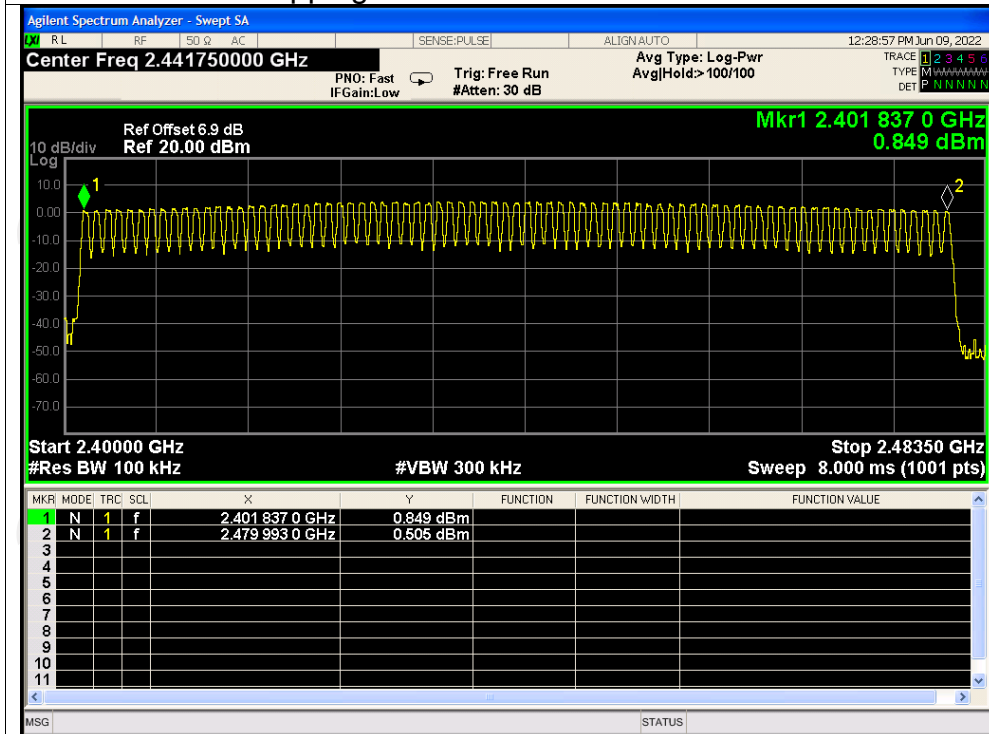 pping
Agilent Spectrum Analyzer - Swept SA
LXI RL RF 50 Ω AC SENSE:PULSE ALIGN AUTO 12:28:57 PM Jun 09, 2022
Center Freq 2.441750000 GHz
PNO: Fast
IFGain:Low
Trig: Free Run
#Atten: 30 dB
Avg Type: Log-Pwr
Avg|Hold:>100/100
TRACE 1 2 3 4 5 6
TYPE M WWWWW
DET P N N N N N
Mkr1 2.401 837 0 GHz
0.849 dBm
Ref Offset 6.9 dB
10 dB/div Ref 20.00 dBm
Log
1
2
10.0
0.00
-10.0
-20.0
-30.0
-40.0
-50.0
-60.0
-70.0
Start 2.40000 GHz Stop 2.48350 GHz
#Res BW 100 kHz #VBW 300 kHz Sweep 8.000 ms (1001 pts)
MKR MODE TRC SCL X Y FUNCTION FUNCTION WIDTH FUNCTION VALUE
1 N 1 f 2.401 837 0 GHz 0.849 dBm
2 N 1 f 2.479 993 0 GHz 0.505 dBm
3
4
5
6
7
8
9
10
11
MSG STATUS